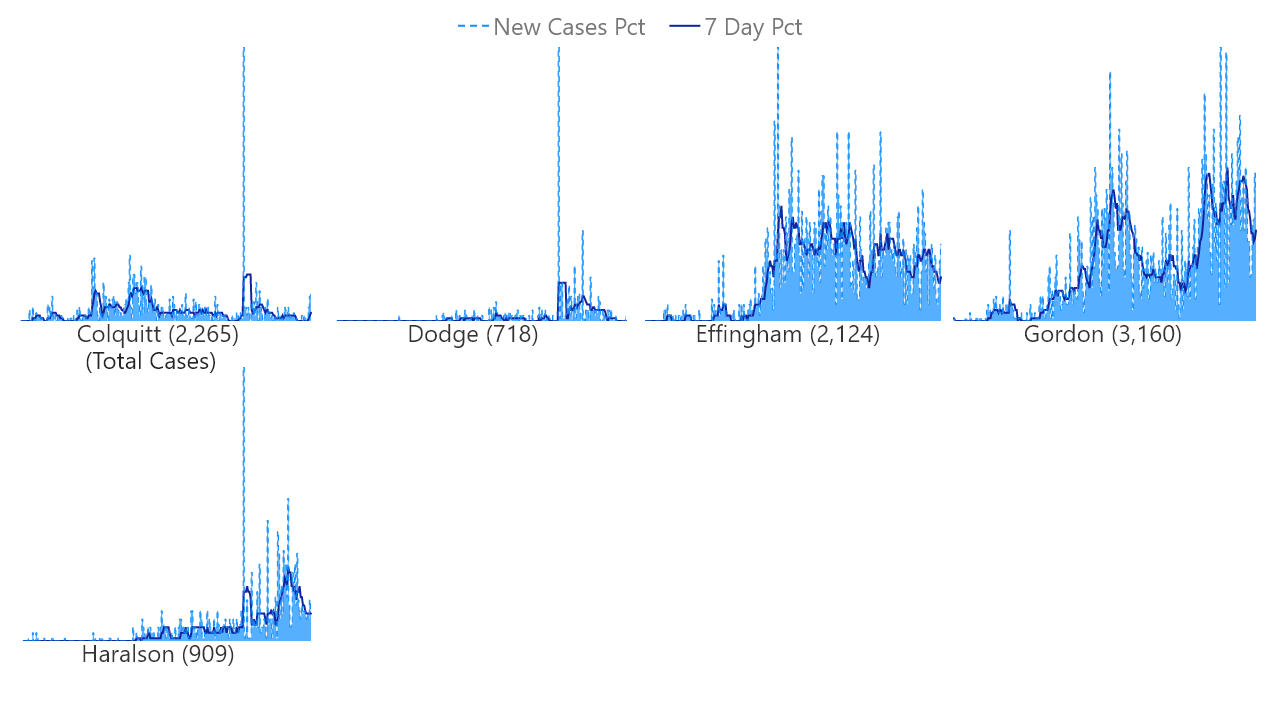 New Cases Pct 7 Day Pct
Colquitt (2,265)
(Total Cases)
Dodge (718)
Effingham (2,124)
Gordon (3,160)
Haralson (909)